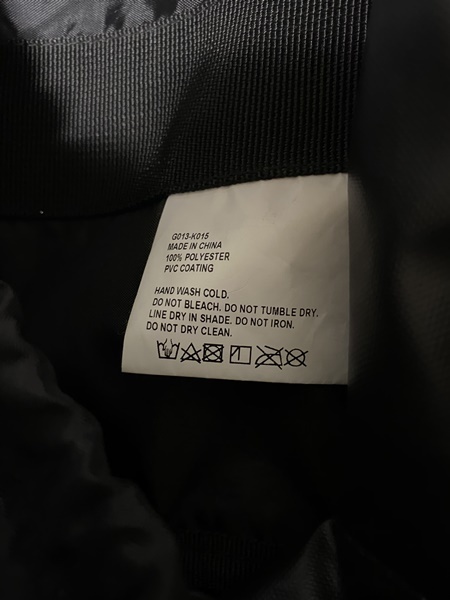 G013-K015
MADE IN CHINA
100% POLYESTER
PVC COATING
HAND WASH COLD.
DO NOT BLEACH. DO NOT TUMBLE DRY.
LINE DRY IN SHADE. DO NOT IRON.
DO NOT DRY CLEAN.